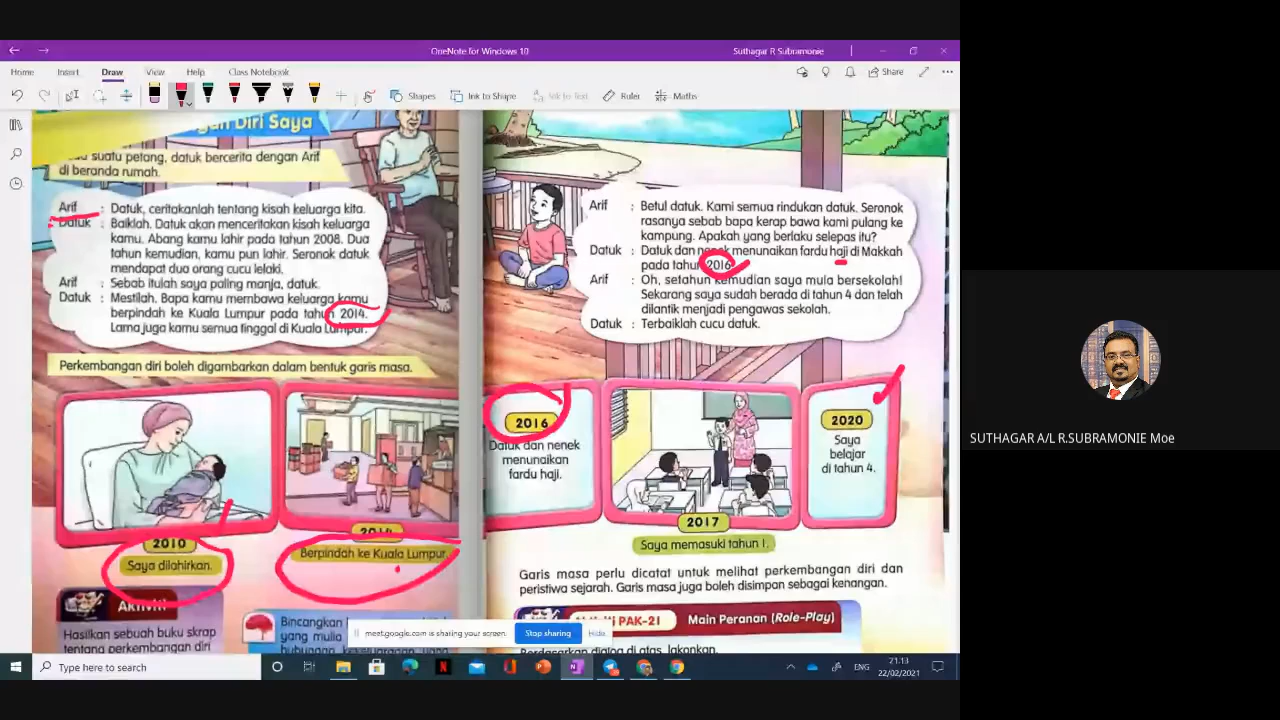 OneNote for Windows 10
Suthagar R Subramonie
Home Insert Draw View Help Class Notebook
Share
Shapes Ink to Shape Ink to Text Ruler Maths
Diri Saya
suatu petang, datuk bercerita dengan Arif
di beranda rumah.
Arif : Datuk, ceritakanlah tentang kisah keluarga kita.
Datuk : Baiklah. Datuk akan menceritakan kisah keluarga
kamu. Abang kamu lahir pada tahun 2008. Dua
tahun kemudian, kamu pun lahir. Seronok datuk
mendapat dua orang cucu lelaki.
Arif : Sebab itulah saya paling manja, datuk.
Datuk : Mestilah. Bapa kamu membawa keluarga kamu
berpindah ke Kuala Lumpur pada tahun 2014.
Lama juga kamu semua tinggal di Kuala Lumpur.
Perkembangan diri boleh digambarkan dalam bentuk garis masa.
2010
Saya dilahirkan.
2014
Berpindah ke Kuala Lumpur.
Aktiviti
Hasilkan sebuah buku skrap
tentang perkembangan diri
Bincangkan
yang mulia
Arif : Betul datuk. Kami semua rindukan datuk. Seronok
rasanya sebab bapa kerap bawa kami pulang ke
kampung. Apakah yang berlaku selepas itu?
Datuk : Datuk dan nenek menunaikan fardu haji di Makkah
pada tahun 2016.
Arif : Oh, setahun kemudian saya mula bersekolah!
Sekarang saya sudah berada di tahun 4 dan telah
dilantik menjadi pengawas sekolah.
Datuk : Terbaiklah cucu datuk.
2016
Datuk dan nenek
menunaikan
fardu haji.
2017
Saya memasuki tahun 1.
2020
Saya
belajar
di tahun 4.
Garis masa perlu dicatat untuk melihat perkembangan diri dan
peristiwa sejarah. Garis masa juga boleh disimpan sebagai kenangan.
PAK-21 Main Peranan (Role-Play)
Berdasarkan dialog di atas, lakonkan.
meet.google.com is sharing your screen. Stop sharing Hide
Type here to search
ENG
21:13
22/02/2021
SUTHAGAR A/L R.SUBRAMONIE Moe